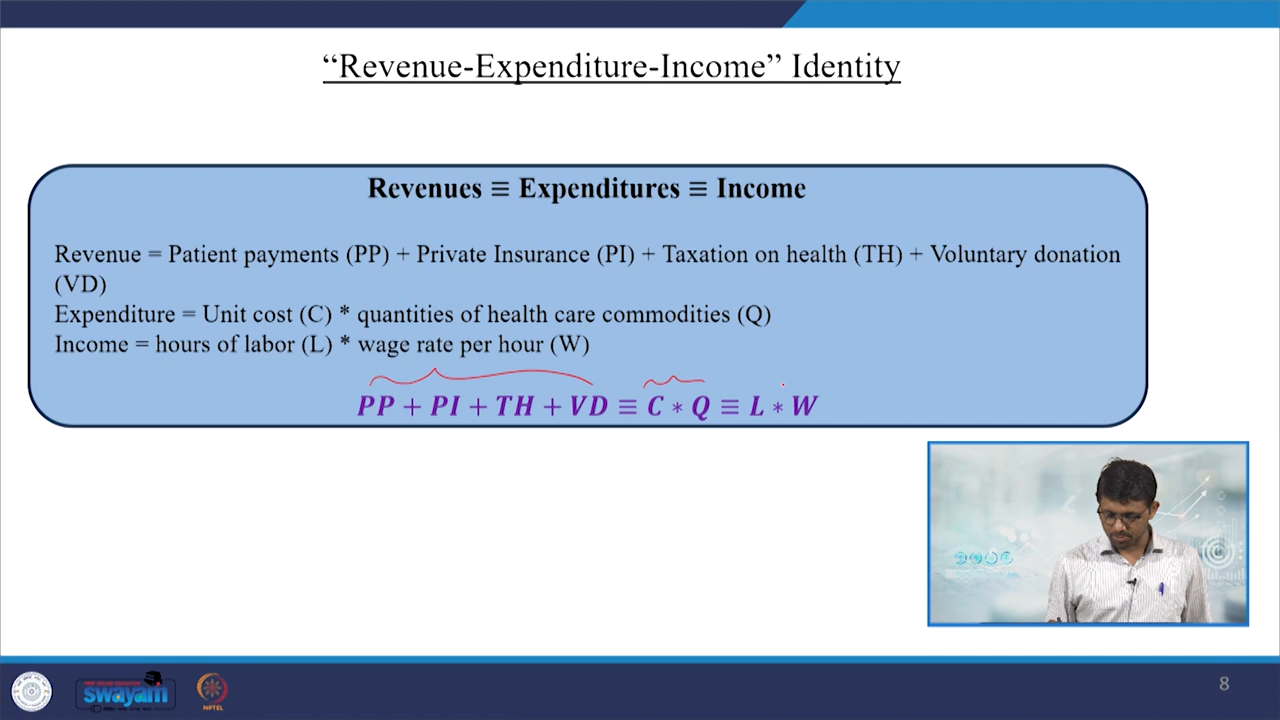 “Revenue-Expenditure-Income” Identity
Revenues ≡ Expenditures ≡ Income
Revenue = Patient payments (PP) + Private Insurance (PI) + Taxation on health (TH) + Voluntary donation
(VD)
Expenditure = Unit cost (C) * quantities of health care commodities (Q)
Income = hours of labor (L) * wage rate per hour (W)
PP + PI + TH + VD ≡ C * Q ≡ L * W
swayam
NPTEL
8